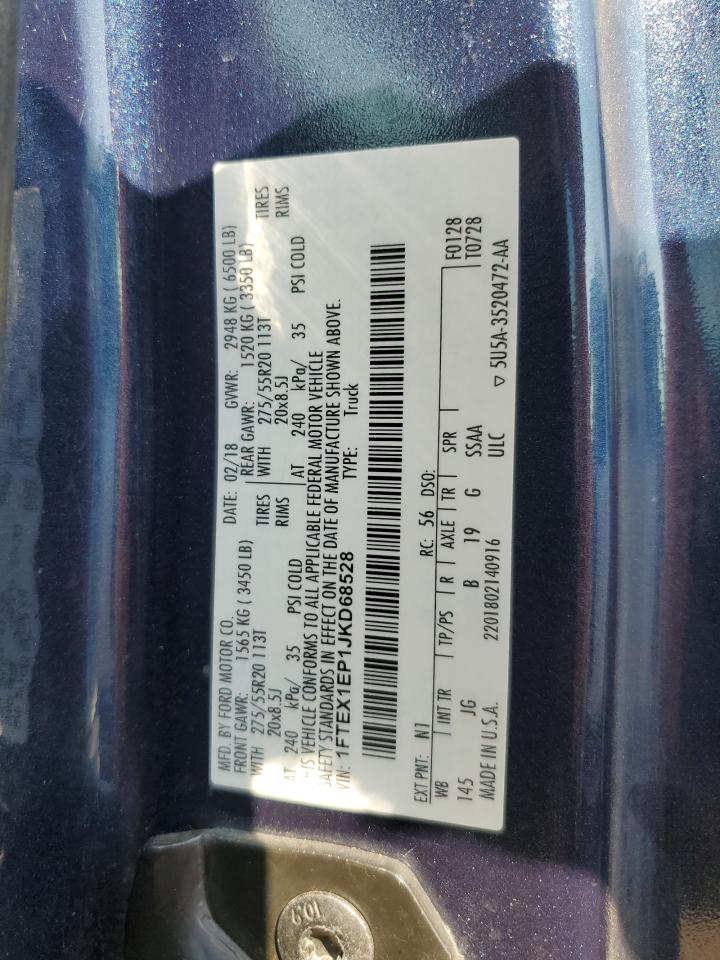 MFD. BY FORD MOTOR CO.
DATE: 02/18 GVWR: 2948 KG ( 6500 LB)
FRONT GAWR: 1565 KG ( 3450 LB) REAR GAWR: 1520 KG ( 3350 LB)
WITH 275/55R20 113T TIRES WITH 275/55R20 113T TIRES
20x8.5J RIMS 20x8.5J RIMS
AT 240 kPa/ 35 PSI COLD AT 240 kPa/ 35 PSI COLD
THIS VEHICLE CONFORMS TO ALL APPLICABLE FEDERAL MOTOR VEHICLE
SAFETY STANDARDS IN EFFECT ON THE DATE OF MANUFACTURE SHOWN ABOVE.
VIN: 1FTEX1EP1JKD68528 TYPE: Truck
EXT PNT: N1 RC: 56 DSO:
WB INT TR TP/PS R AXLE TR SPR F0128
T0728
145 JG B 19 G SSAA
MADE IN U.S.A. 2201802140916 ULC ▽ 5U5A-3520472-AA
10.9